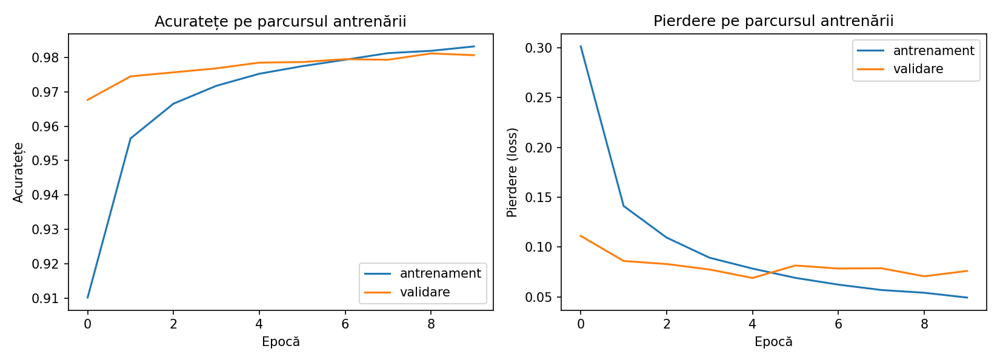 Acuratețe pe parcursul antrenării
Acuratețe
0.98
0.97
0.96
0.95
0.94
0.93
0.92
0.91
antrenament
validare
0 2 4 6 8
Epocă
Pierdere pe parcursul antrenării
Pierdere (loss)
0.30
0.25
0.20
0.15
0.10
0.05
antrenament
validare
0 2 4 6 8
Epocă